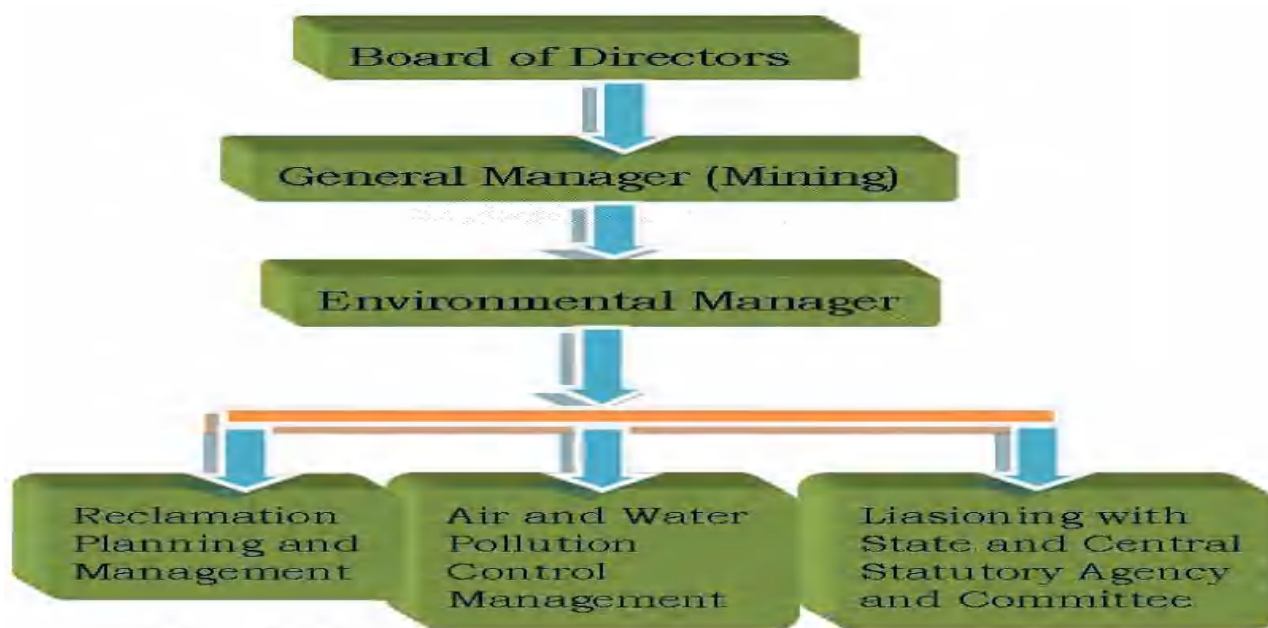 Board of Directors
General Manager (Mining)
Environmental Manager
Reclamation
Planning and
Management
Air and Water
Pollution
Control
Management
Liasioning with
State and Central
Statutory Agency
and Committee